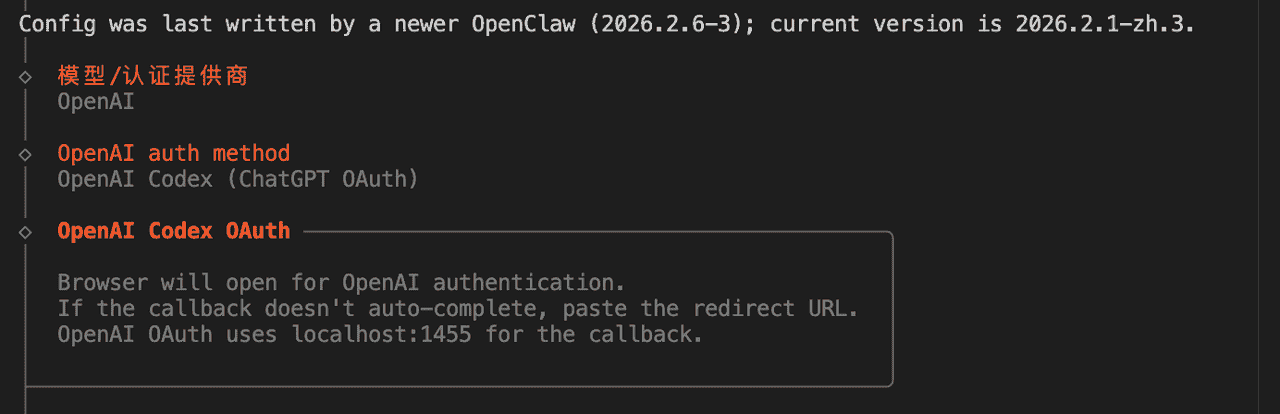 Config was last written by a newer OpenClaw (2026.2.6-3); current version is 2026.2.1-zh.3.
模型/认证提供商
OpenAI
OpenAI auth method
OpenAI Codex (ChatGPT OAuth)
OpenAI Codex OAuth
Browser will open for OpenAI authentication.
If the callback doesn't auto-complete, paste the redirect URL.
OpenAI OAuth uses localhost:1455 for the callback.